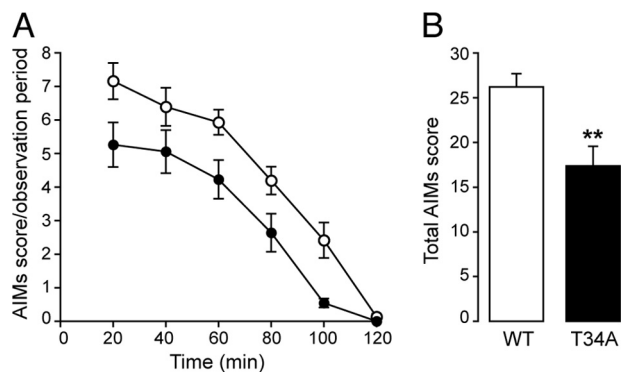 A
AIMs score/observation period
8
7
6
5
4
3
2
1
0
0 20 40 60 80 100 120
Time (min)
B
Total AIMs score
30
25
20
15
10
5
0
**
WT T34A